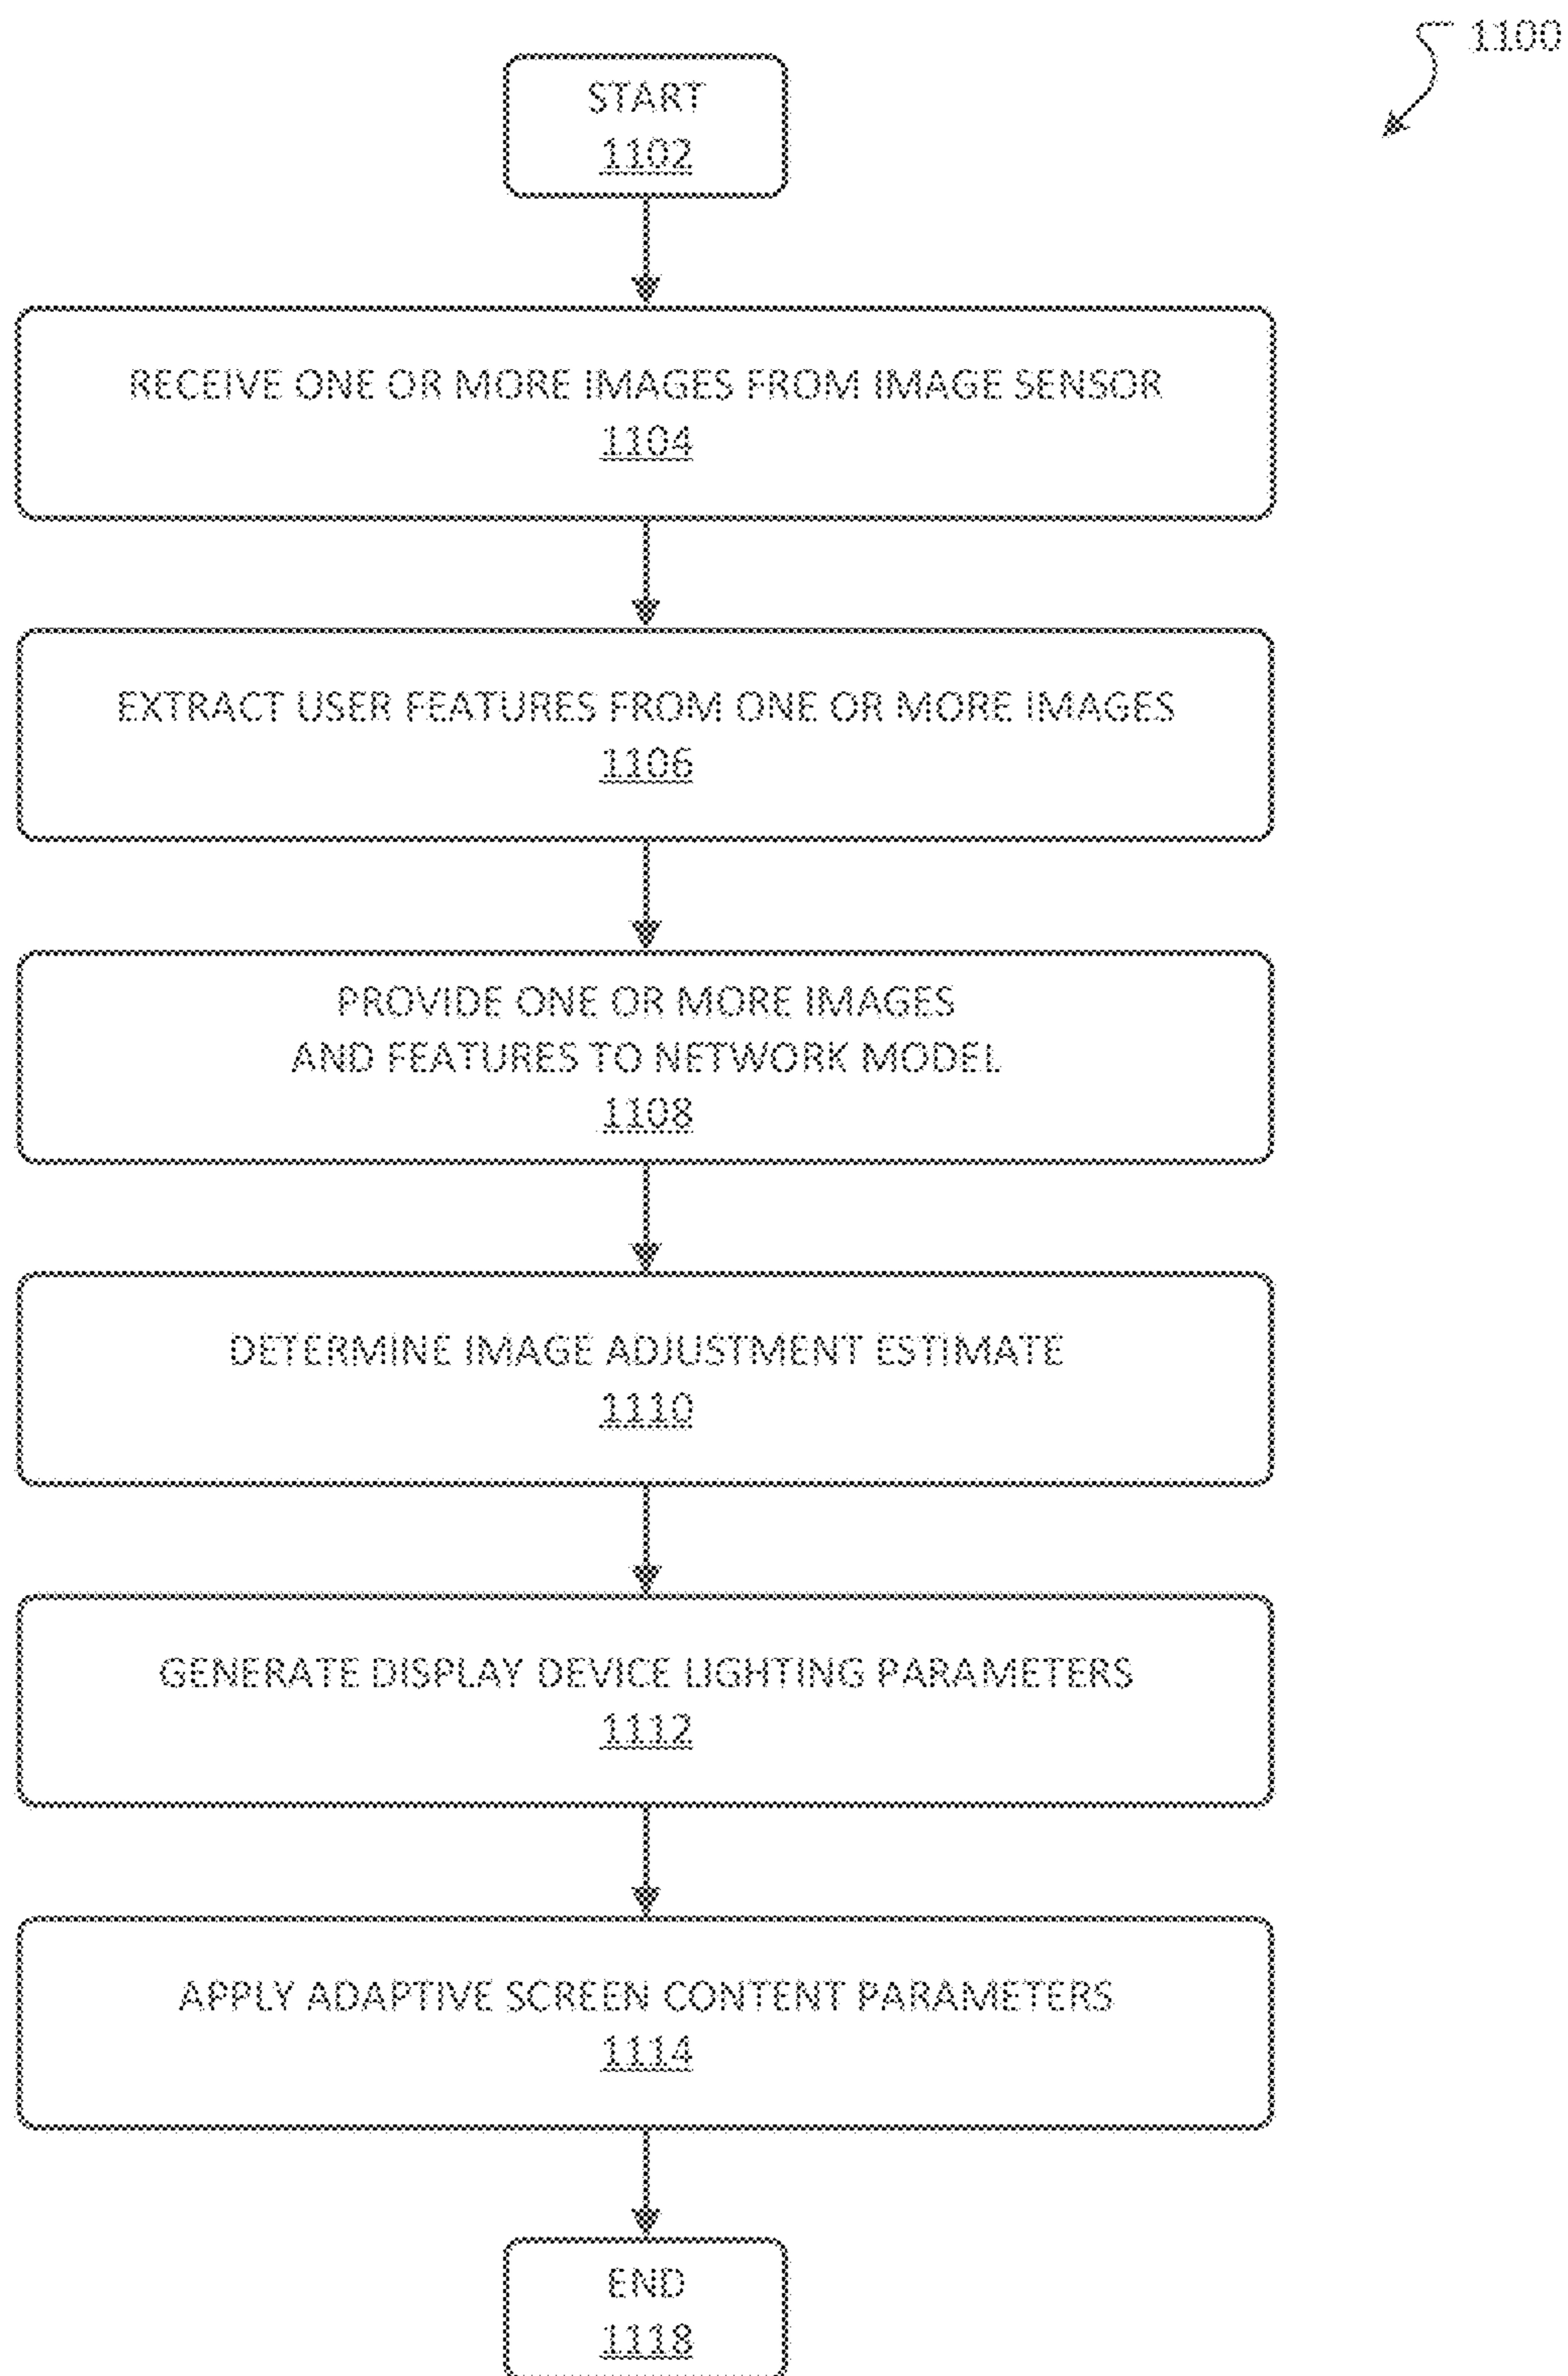 1100
START
1102
RECEIVE ONE OR MORE IMAGES FROM IMAGE SENSOR
1104
EXTRACT USER FEATURES FROM ONE OR MORE IMAGES
1106
PROVIDE ONE OR MORE IMAGES
AND FEATURES TO NETWORK MODEL
1108
DETERMINE IMAGE ADJUSTMENT ESTIMATE
1110
GENERATE DISPLAY DEVICE LIGHTING PARAMETERS
1112
APPLY ADAPTIVE SCREEN CONTENT PARAMETERS
1114
END
1118